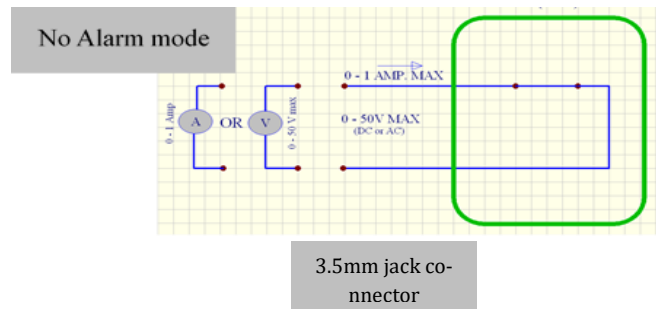 No Alarm mode
0 - 1 AMP. MAX
0 - 1 Amp
A
OR
V
0 - 50 V max
0 - 50V MAX
(DC or AC)
3.5mm jack co-
nnector